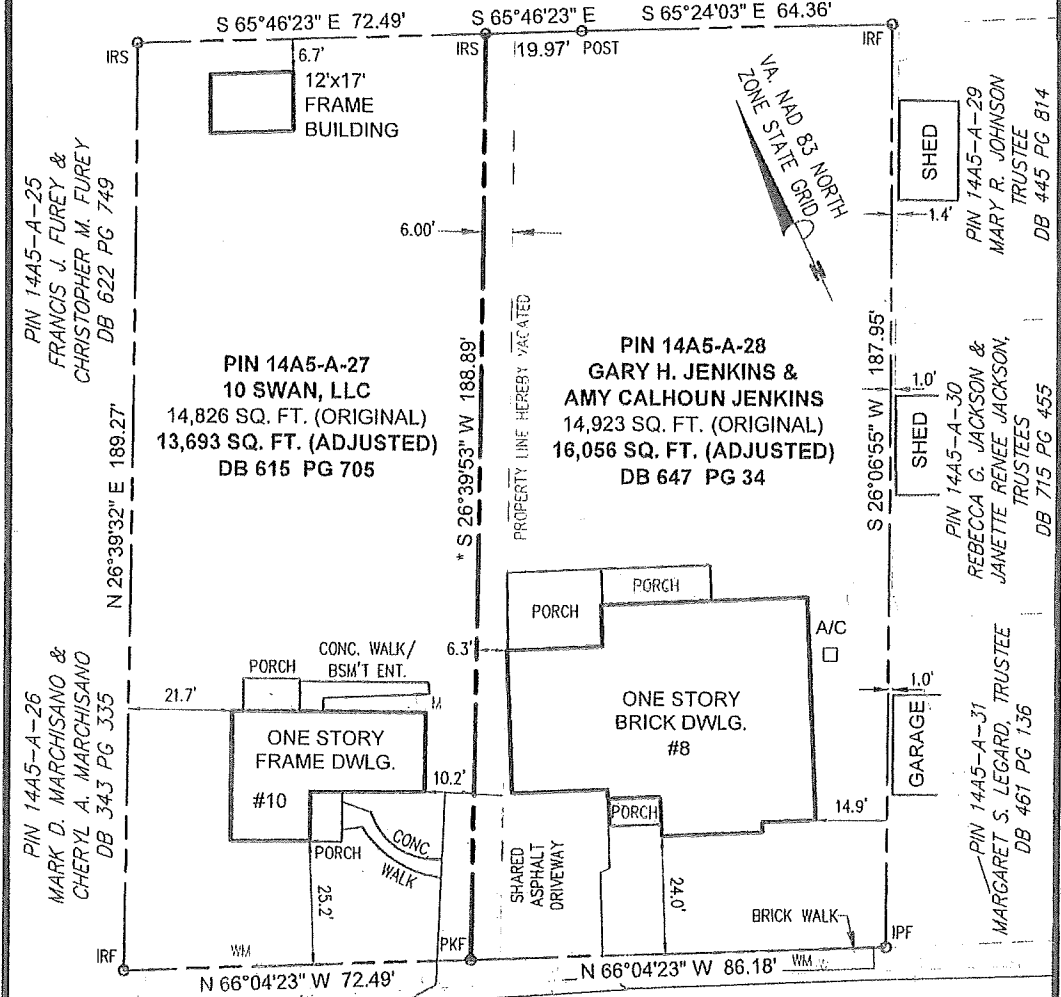 S 65°46'23" E 72.49'
S 65°46'23" E
S 65°24'03" E 64.36'
IRS
6.7'
IRS
19.97'
POST
IRF
12'x17'
FRAME
BUILDING
VA. NAD 83 NORTH
ZONE STATE GRID
SHED
1.4'
PIN 14A5-A-29
MARY R. JOHNSON
TRUSTEE
DB 445 PG 814
PIN 14A5-A-25
FRANCIS J. FUREY &
CHRISTOPHER M. FUREY
DB 622 PG 749
6.00'
N 26°39'32" E 189.27'
PIN 14A5-A-27
10 SWAN, LLC
14,826 SQ. FT. (ORIGINAL)
13,693 SQ. FT. (ADJUSTED)
DB 615 PG 705
* S 26°39'53" W 188.89'
PROPERTY LINE HEREBY VACATED
PIN 14A5-A-28
GARY H. JENKINS &
AMY CALHOUN JENKINS
14,923 SQ. FT. (ORIGINAL)
16,056 SQ. FT. (ADJUSTED)
DB 647 PG 34
S 26°06'55" W 187.95'
1.0'
SHED
PIN 14A5-A-30
REBECCA G. JACKSON &
JANETTE RENEE JACKSON,
TRUSTEES
DB 715 PG 455
PIN 14A5-A-26
MARK D. MARCHISANO &
CHERYL A. MARCHISANO
DB 343 PG 335
21.7'
PORCH
CONC. WALK/
BSM'T ENT.
M
6.3'
PORCH
PORCH
A/C
ONE STORY
FRAME DWLG.
#10
10.2'
ONE STORY
BRICK DWLG.
#8
1.0'
GARAGE
14.9'
PIN 14A5-A-31
MARGARET S. LEGARD, TRUSTEE
DB 461 PG 136
PORCH
CONC
WALK
25.2'
SHARED
ASPHALT
DRIVEWAY
PORCH
24.0'
BRICK WALK
IRF
WM
PKF
WM
IPF
N 66°04'23" W 72.49'
N 66°04'23" W 86.18'